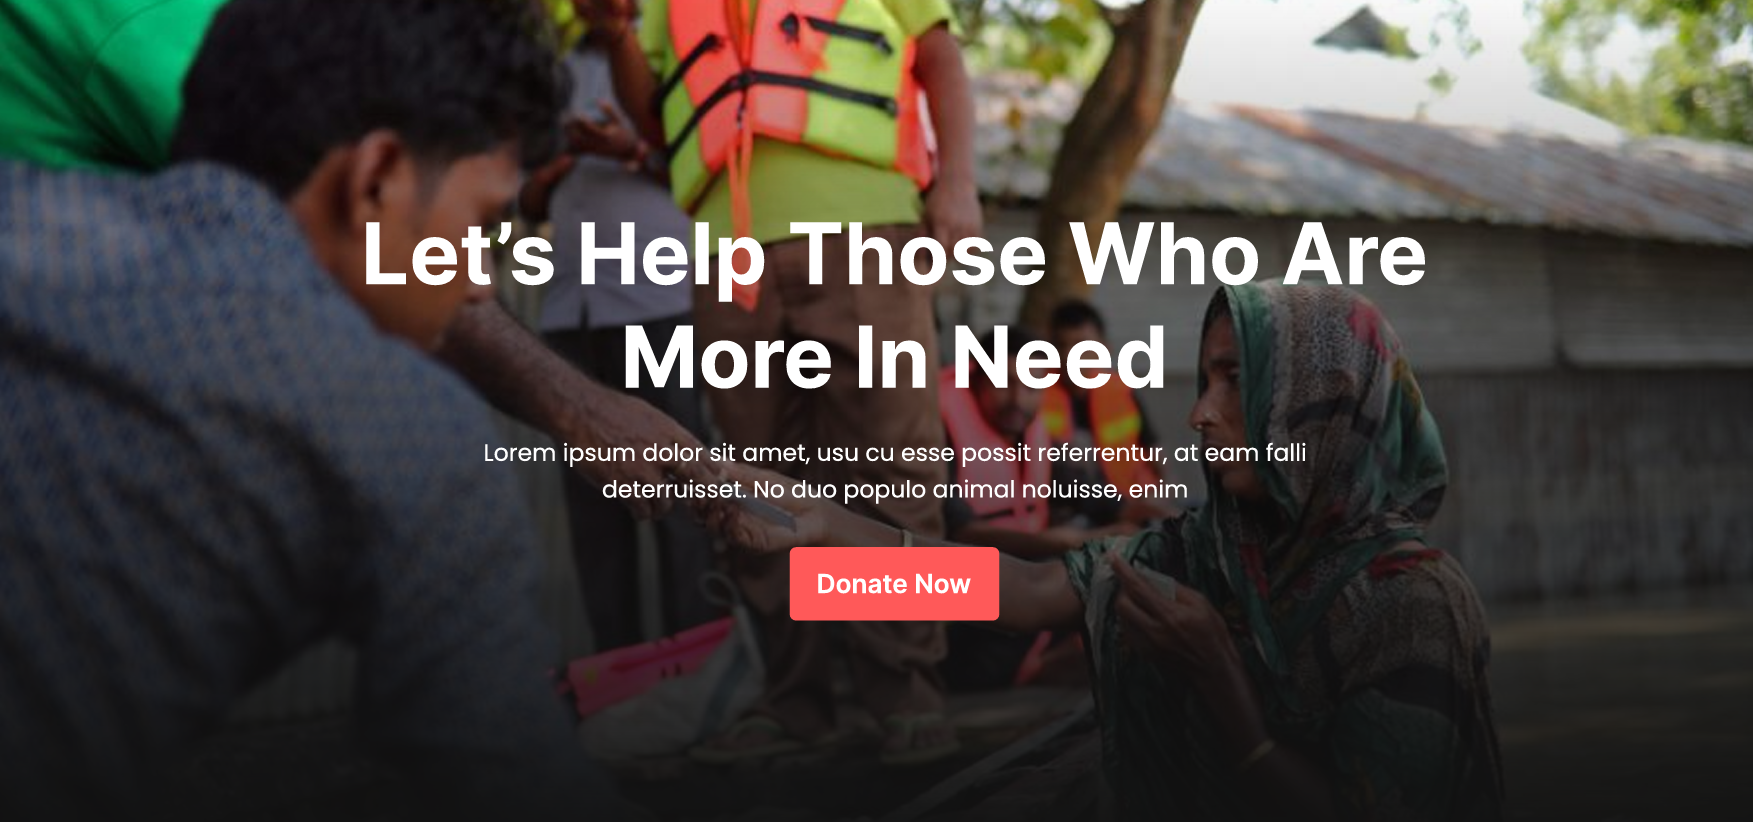 Let’s Help Those Who Are
More In Need
Lorem ipsum dolor sit amet, usu cu esse possit referrentur, at eam falli
deterruisset. No duo populo animal noluisse, enim
Donate Now